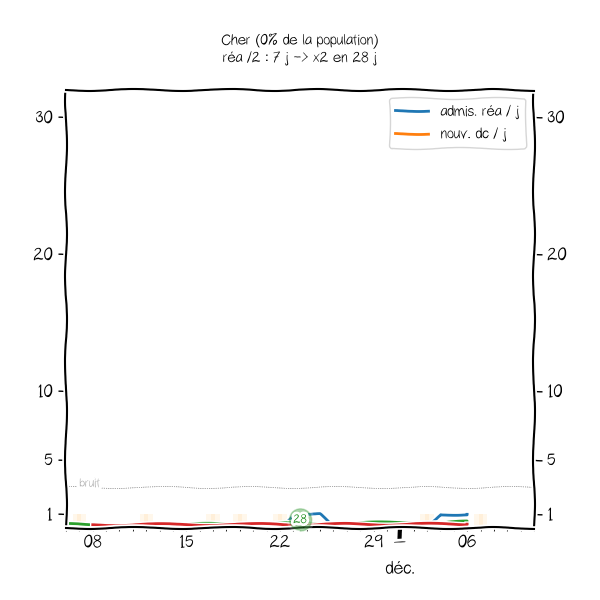 Cher (0% de la population)
réa /2 : 7 j -> x2 en 28 j
admis. réa / j
nouv. dc / j
30
30
20
20
10
10
5
5
bruit
1
1
28
08 15 22 29 06
déc.